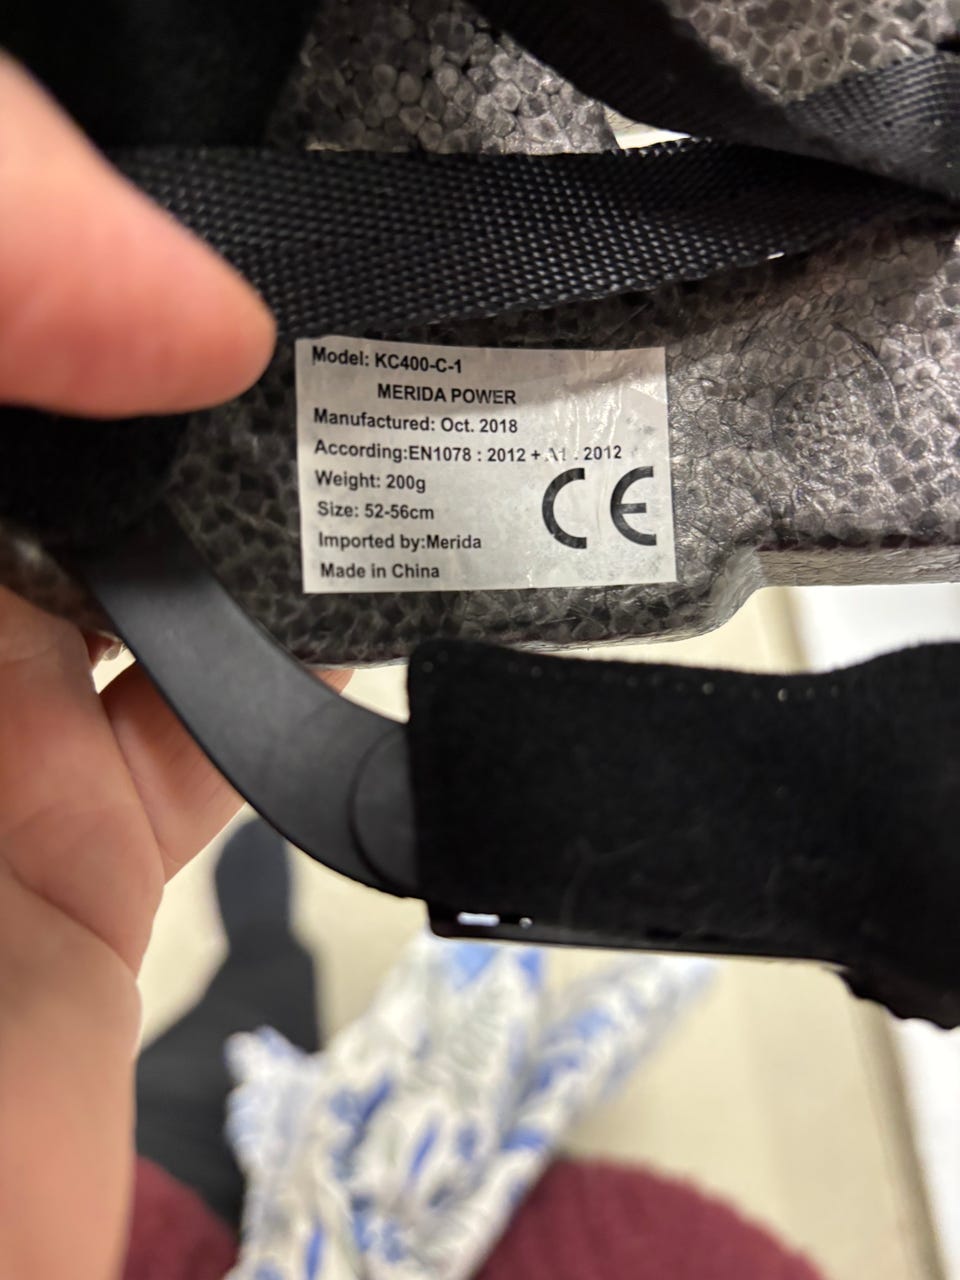 Model: KC400-C-1
MERIDA POWER
Manufactured: Oct. 2018
According:EN1078 : 2012 + A1 : 2012
Weight: 200g
Size: 52-56cm
Imported by:Merida
Made in China
CE